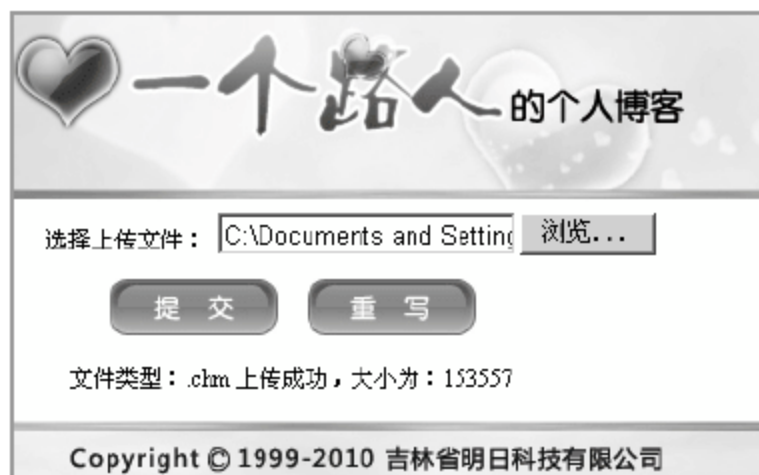 一个路人的个人博客
选择上传文件： C:\Documents and Setting 浏览...
提 交 重 写
文件类型：.chm 上传成功，大小为：153557
Copyright © 1999-2010 吉林省明日科技有限公司